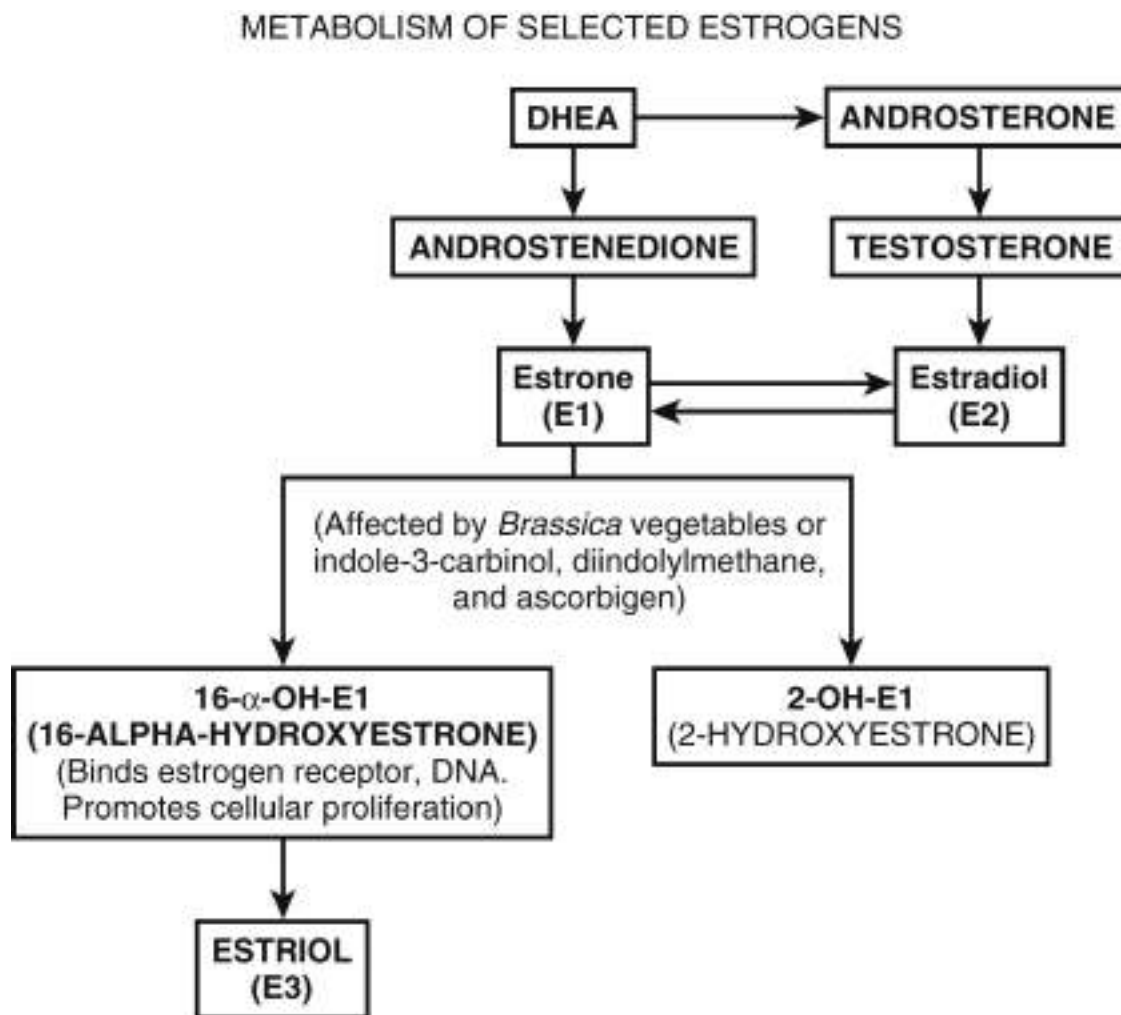 METABOLISM OF SELECTED ESTROGENS
DHEA
ANDROSTERONE
ANDROSTENEDIONE
TESTOSTERONE
Estrone
(E1)
Estradiol
(E2)
(Affected by Brassica vegetables or
indole-3-carbinol, diindolylmethane,
and ascorbigen)
16-α-OH-E1
(16-ALPHA-HYDROXYESTRONE)
(Binds estrogen receptor, DNA.
Promotes cellular proliferation)
2-OH-E1
(2-HYDROXYESTRONE)
ESTRIOL
(E3)